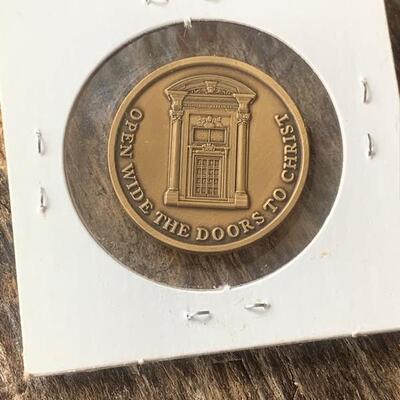 OPEN WIDE THE DOORS TO CHRIST